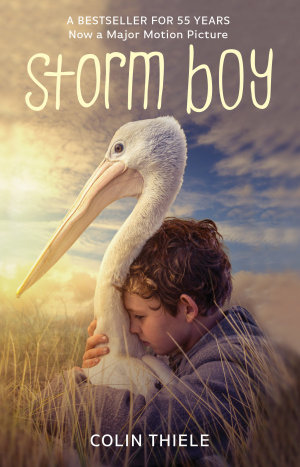 A BESTSELLER FOR 55 YEARS
Now a Major Motion Picture
storm boy
COLIN THIELE